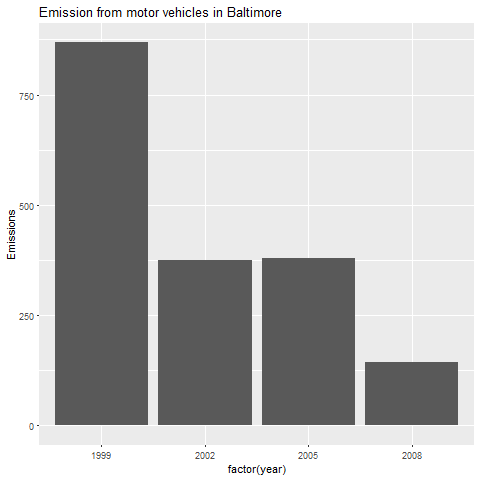 Emission from motor vehicles in Baltimore
Emissions
750
500
250
0
1999 2002 2005 2008
factor(year)